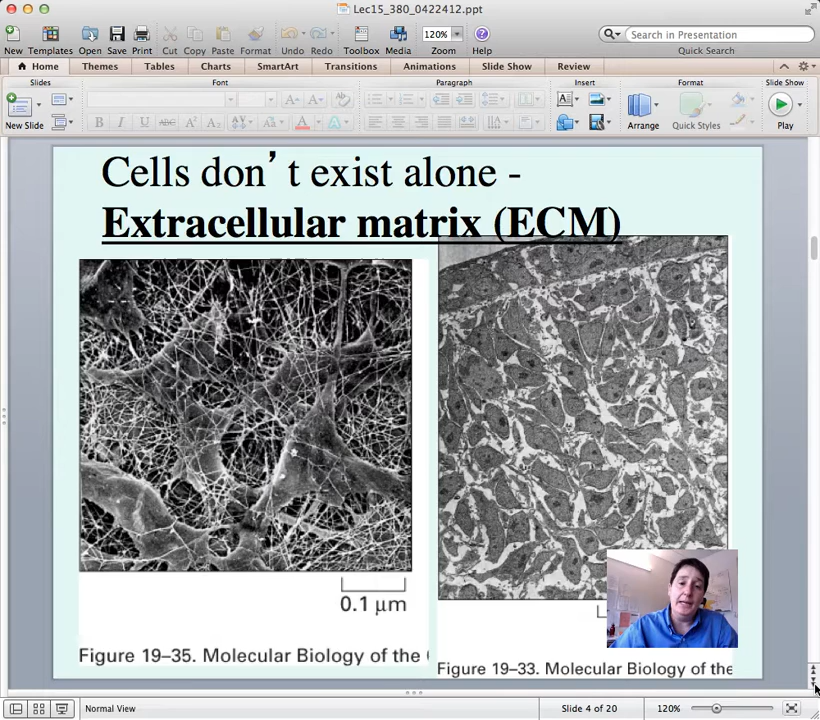 Lec15_380_0422412.ppt
120%
Search in Presentation
New Templates Open Save Print Cut Copy Paste Format Undo Redo Toolbox Media Zoom Help
Quick Search
Home Themes Tables Charts SmartArt Transitions Animations Slide Show Review
Slides Font Paragraph Insert Format Slide Show
New Slide
B I U ABC A A Aa A
Arrange Quick Styles Play
Cells don’t exist alone -
Extracellular matrix (ECM)
0.1 µm
Figure 19–35. Molecular Biology of the
Figure 19–33. Molecular Biology of the
Normal View Slide 4 of 20 120%